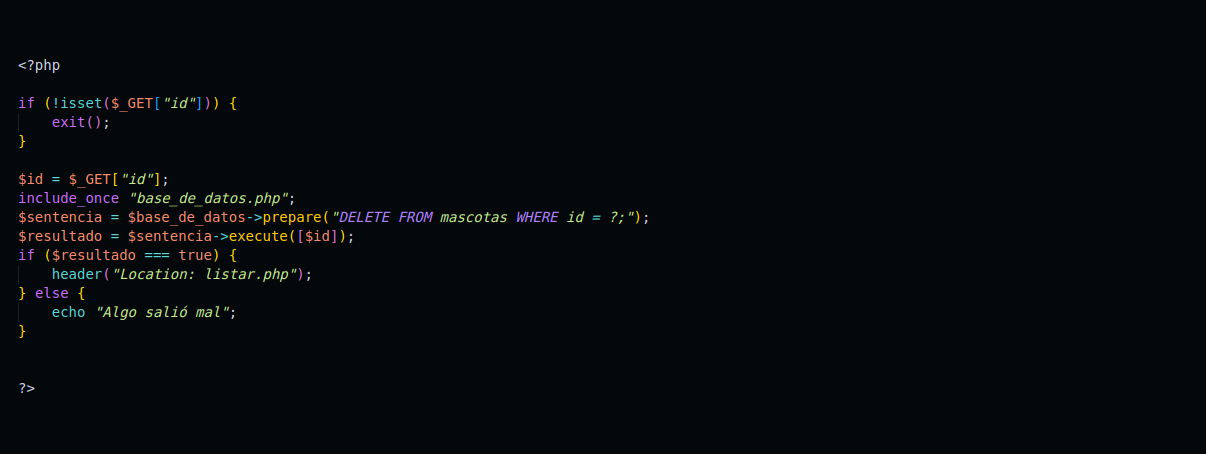 <?php
if (!isset($_GET["id"])) {
    exit();
}
$id = $_GET["id"];
include_once "base_de_datos.php";
$sentencia = $base_de_datos->prepare("DELETE FROM mascotas WHERE id = ?;");
$resultado = $sentencia->execute([$id]);
if ($resultado === true) {
    header("Location: listar.php");
} else {
    echo "Algo salió mal";
}
?>